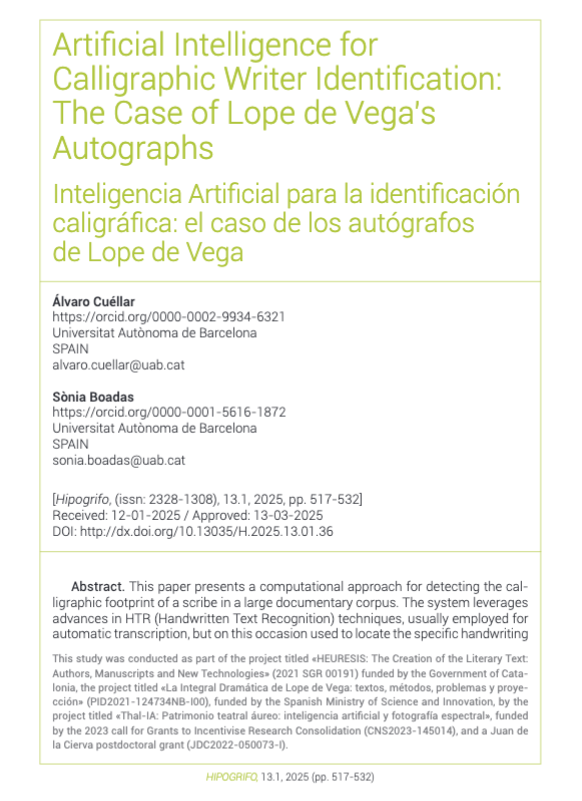 Artificial Intelligence for
Calligraphic Writer Identification:
The Case of Lope de Vega's
Autographs
Inteligencia Artificial para la identificación
caligráfica: el caso de los autógrafos
de Lope de Vega
Álvaro Cuéllar
https://orcid.org/0000-0002-9934-6321
Universitat Autònoma de Barcelona
SPAIN
alvaro.cuellar@uab.cat
Sònia Boadas
https://orcid.org/0000-0001-5616-1872
Universitat Autònoma de Barcelona
SPAIN
sonia.boadas@uab.cat
[Hipogrifo, (issn: 2328-1308), 13.1, 2025, pp. 517-532]
Received: 12-01-2025 / Approved: 13-03-2025
DOI: http://dx.doi.org/10.13035/H.2025.13.01.36
Abstract. This paper presents a computational approach for detecting the cal-
ligraphic footprint of a scribe in a large documentary corpus. The system leverages
advances in HTR (Handwritten Text Recognition) techniques, usually employed for
automatic transcription, but on this occasion used to locate the specific handwriting
This study was conducted as part of the project titled «HEURESIS: The Creation of the Literary Text:
Authors, Manuscripts and New Technologies» (2021 SGR 00191) funded by the Government of Cata-
lonia, the project titled «La Integral Dramática de Lope de Vega: textos, métodos, problemas y proye-
cción» (PID2021-124734NB-I00), funded by the Spanish Ministry of Science and Innovation, by the
project titled «Thal-IA: Patrimonio teatral áureo: inteligencia artificial y fotografía espectral», funded
by the 2023 call for Grants to Incentivise Research Consolidation (CNS2023-145014), and a Juan de
la Cierva postdoctoral grant (JDC2022-050073-I).
HIPOGRIFO, 13.1, 2025 (pp. 517-532)